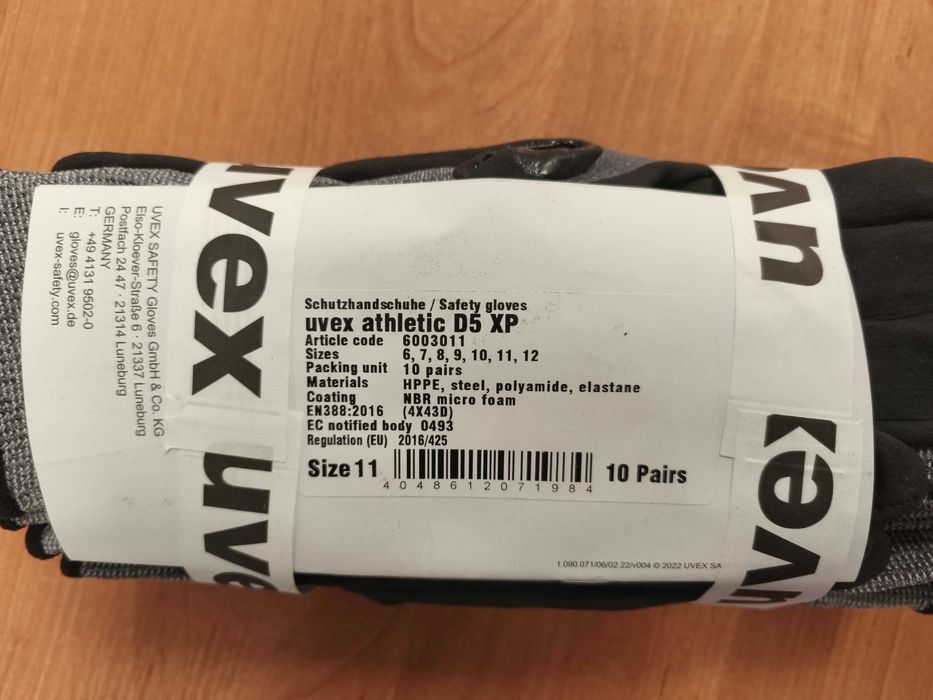 UVEX SAFETY Gloves GmbH & Co. KG
Elso-Kloever-Straße 6 · 21337 Luneburg
Postfach 24 47 · 21314 Luneburg
GERMANY
T: +49 4131 9502-0
E: gloves@uvex.de
I: uvex-safety.com
uvex
uve
Schutzhandschuhe / Safety gloves
uvex athletic D5 XP
Article code 6003011
Sizes 6, 7, 8, 9, 10, 11, 12
Packing unit 10 pairs
Materials HPPE, steel, polyamide, elastane
Coating NBR micro foam
EN388:2016 (4X43D)
EC notified body 0493
Regulation (EU) 2016/425
Size 11
4048612071984
10 Pairs
1.090.071/06/02.22/v004 © 2022 UVEX SA
uv
uvex